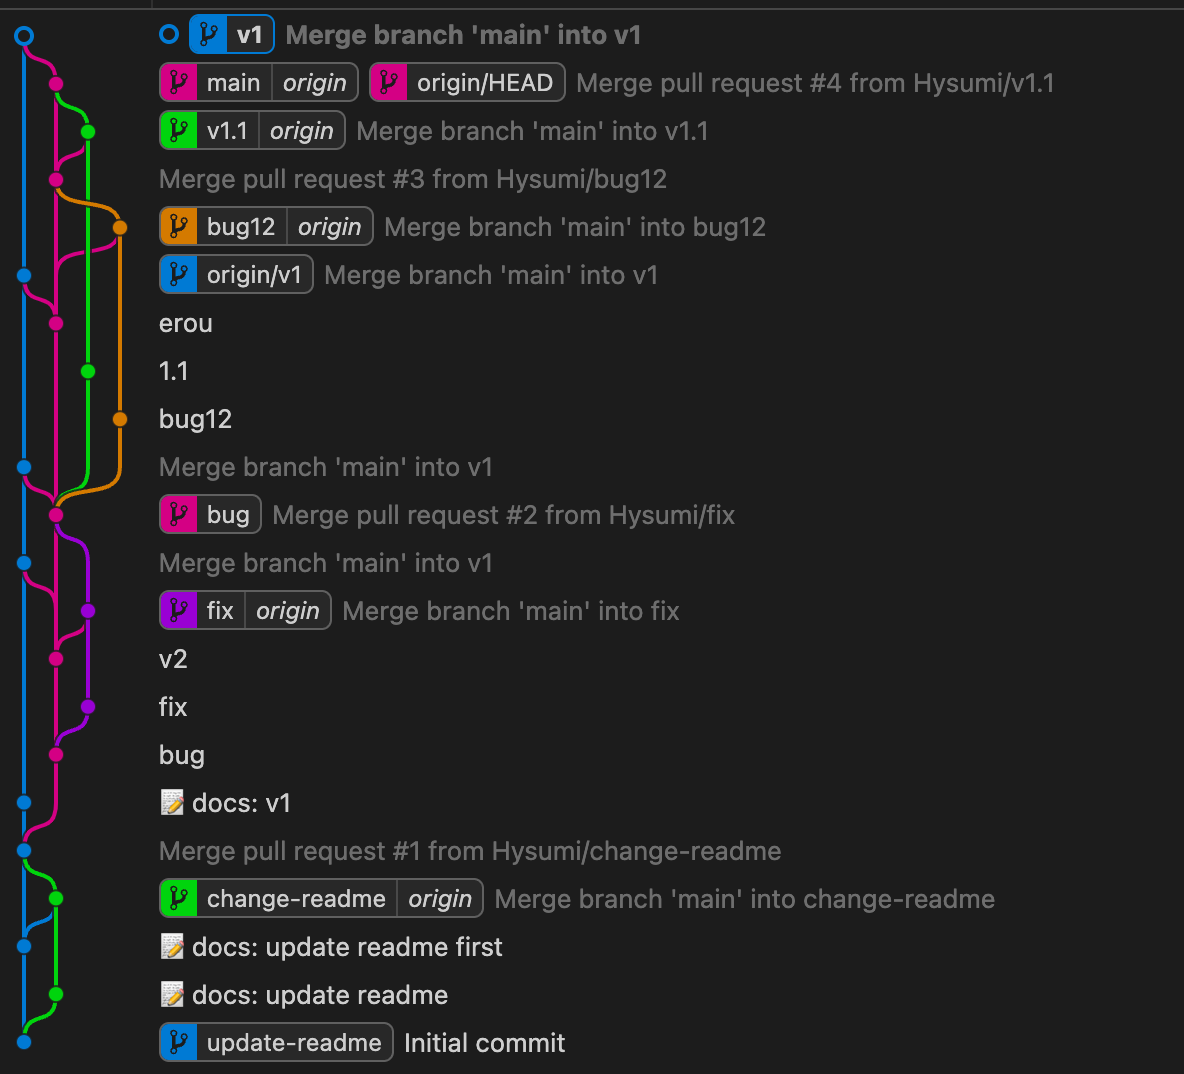 v1 Merge branch 'main' into v1
main origin origin/HEAD Merge pull request #4 from Hysumi/v1.1
v1.1 origin Merge branch 'main' into v1.1
Merge pull request #3 from Hysumi/bug12
bug12 origin Merge branch 'main' into bug12
origin/v1 Merge branch 'main' into v1
erou
1.1
bug12
Merge branch 'main' into v1
bug Merge pull request #2 from Hysumi/fix
Merge branch 'main' into v1
fix origin Merge branch 'main' into fix
v2
fix
bug
📝 docs: v1
Merge pull request #1 from Hysumi/change-readme
change-readme origin Merge branch 'main' into change-readme
📝 docs: update readme first
📝 docs: update readme
update-readme Initial commit